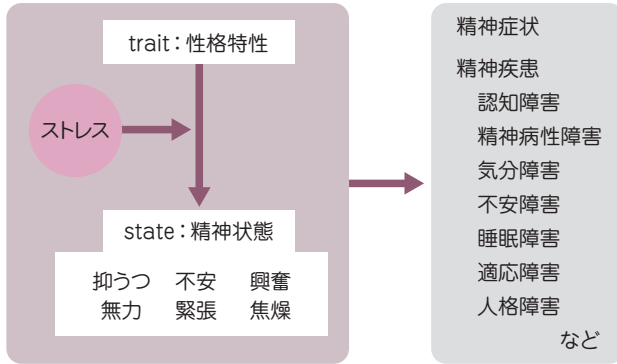 trait：性格特性
ストレス
state：精神状態
抑うつ 不安 興奮
無力 緊張 焦燥
精神症状
精神疾患
認知障害
精神病性障害
気分障害
不安障害
睡眠障害
適応障害
人格障害
など